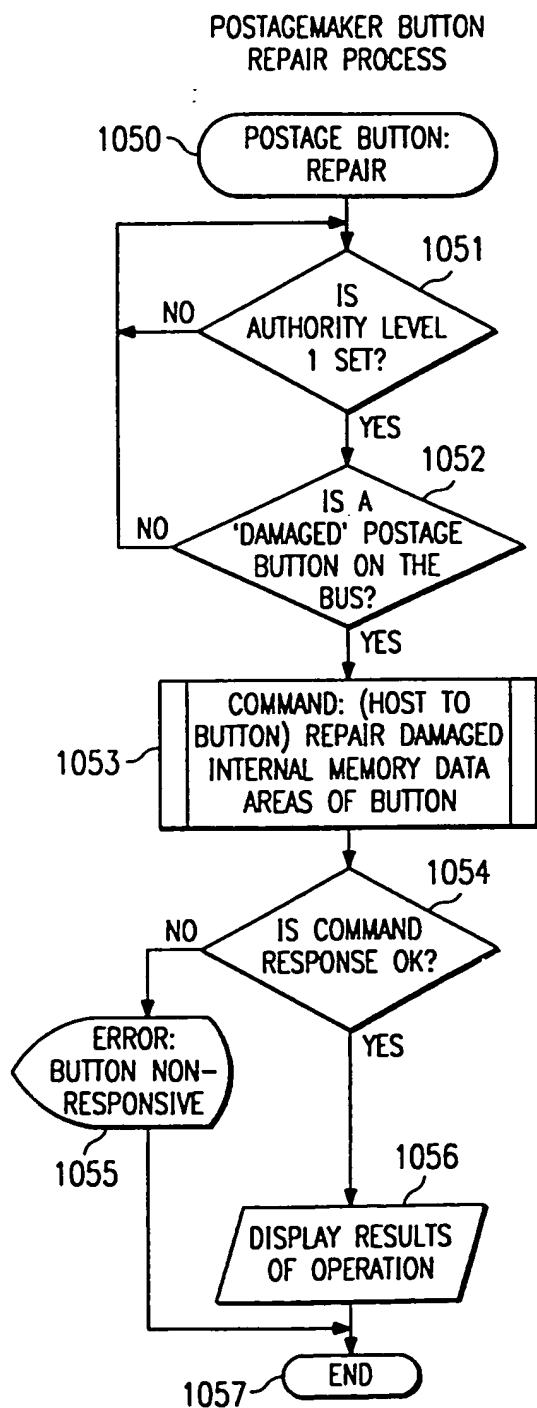 POSTAGEMAKER BUTTON
REPAIR PROCESS
1050
POSTAGE BUTTON:
REPAIR
1051
IS
AUTHORITY LEVEL
1 SET?
NO
YES
1052
IS A
'DAMAGED' POSTAGE
BUTTON ON THE
BUS?
NO
YES
1053
COMMAND: (HOST TO
BUTTON) REPAIR DAMAGED
INTERNAL MEMORY DATA
AREAS OF BUTTON
1054
IS COMMAND
RESPONSE OK?
NO
YES
ERROR:
BUTTON NON-
RESPONSIVE
1055
1056
DISPLAY RESULTS
OF OPERATION
END
1057